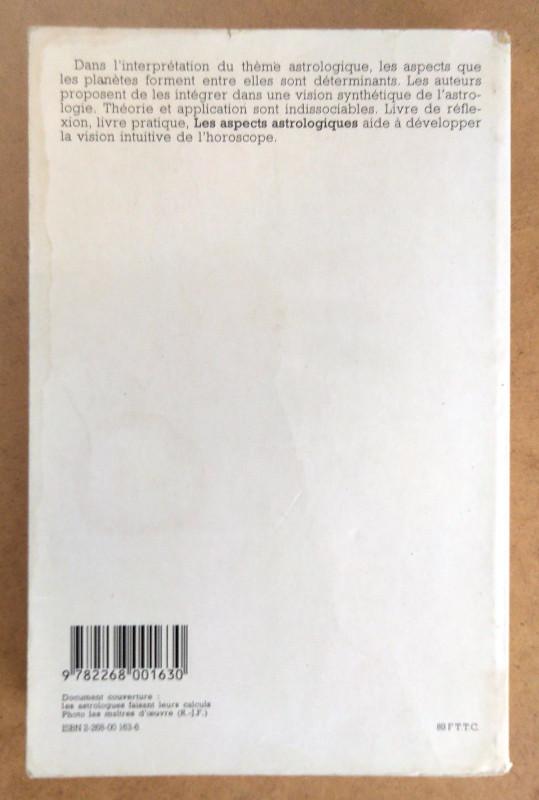 Dans l'interprétation du thème astrologique, les aspects que
les planètes forment entre elles sont déterminants. Les auteurs
proposent de les intégrer dans une vision synthétique de l'astro-
logie. Théorie et application sont indissociables. Livre de réfle-
xion, livre pratique, Les aspects astrologiques aide à développer
la vision intuitive de l'horoscope.
9 782268 001630
Document couverture :
les astrologues faisant leurs calculs
Photo les maîtres d'œuvre (R.-J.F.)
ISBN 2-268-00 163-6
89 F T.T.C.